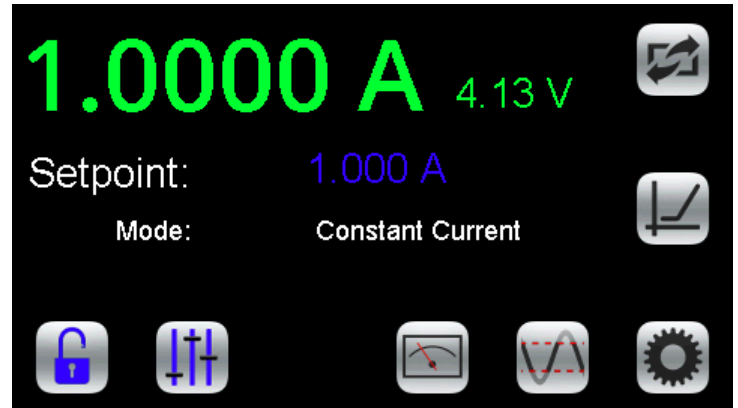 1.0000 A 4.13 V
Setpoint: 1.000 A
Mode: Constant Current